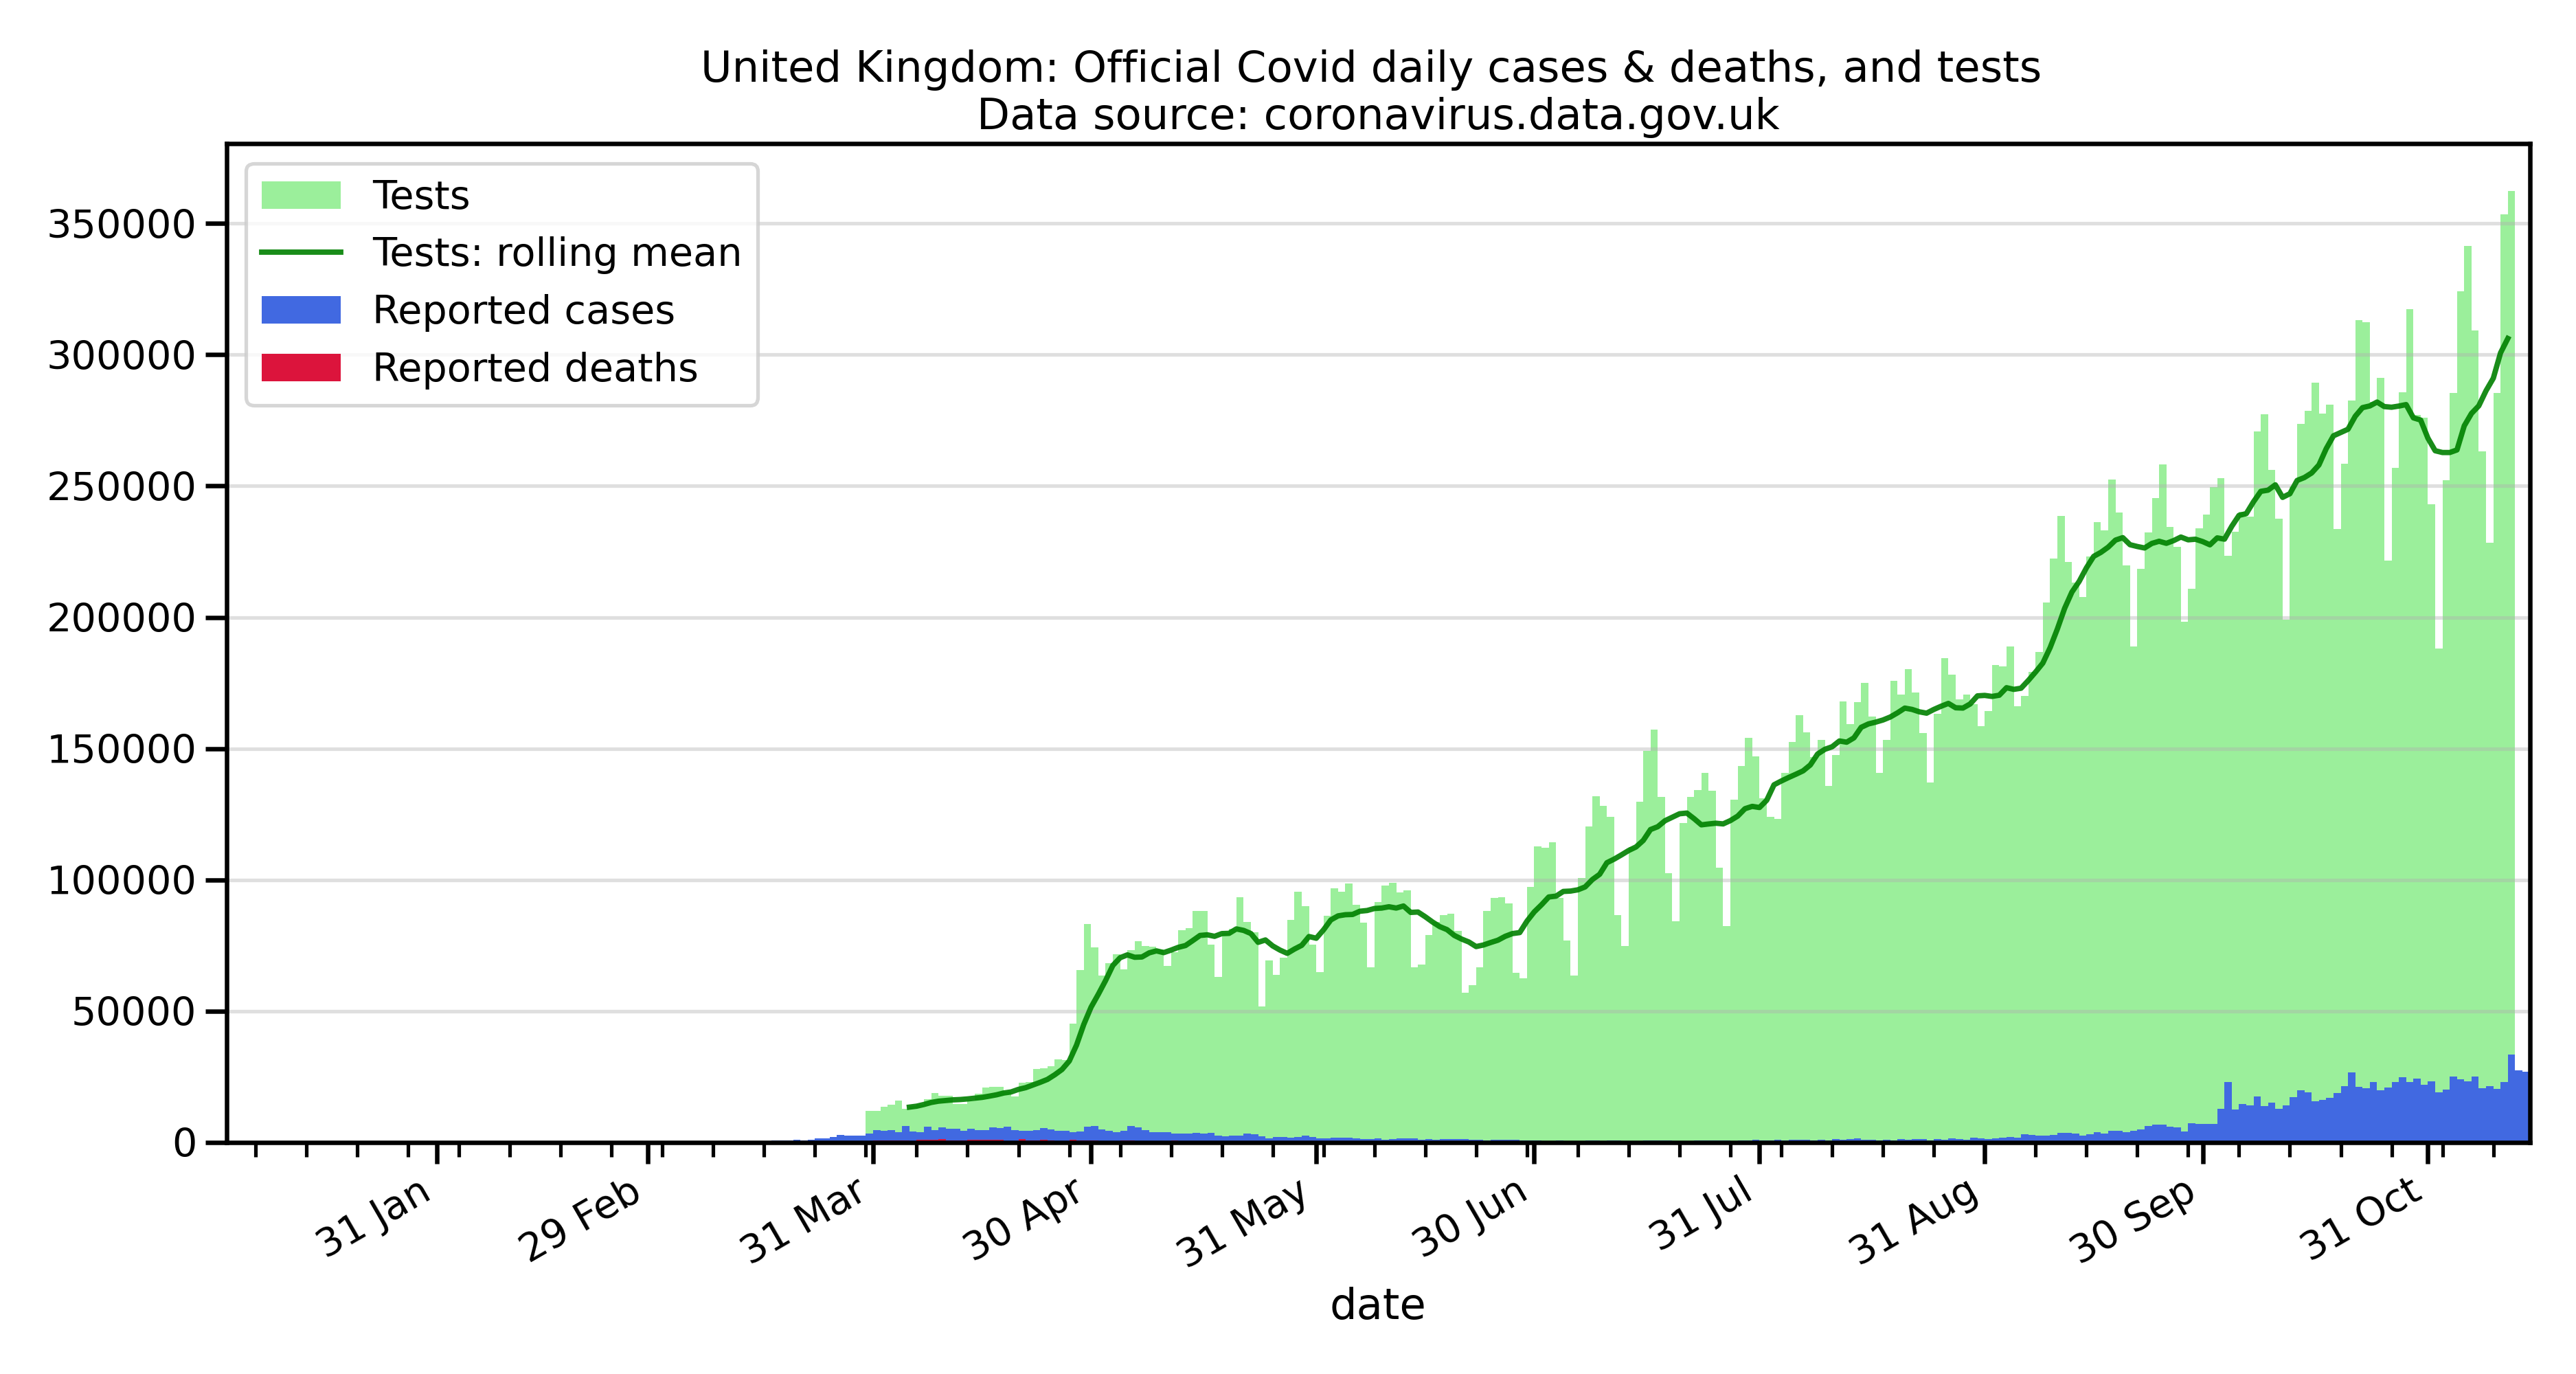 United Kingdom: Official Covid daily cases & deaths, and tests
Data source: coronavirus.data.gov.uk
Tests
Tests: rolling mean
Reported cases
Reported deaths
350000
300000
250000
200000
150000
100000
50000
0
31 Jan
29 Feb
31 Mar
30 Apr
31 May
30 Jun
31 Jul
31 Aug
30 Sep
31 Oct
date